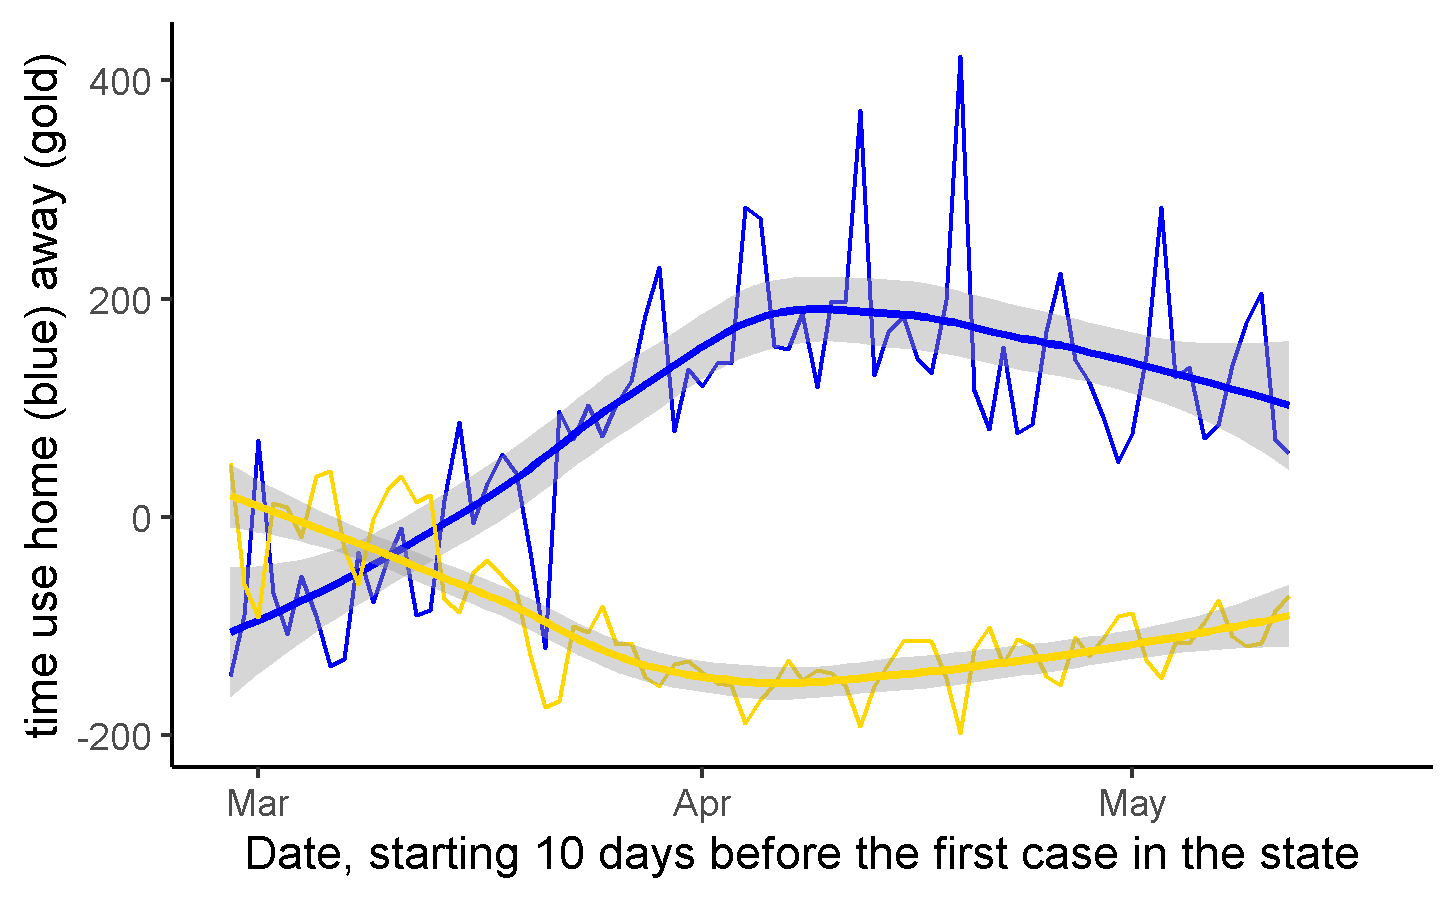 time use home (blue) away (gold)
400
200
0
-200
Mar
Apr
May
Date, starting 10 days before the first case in the state